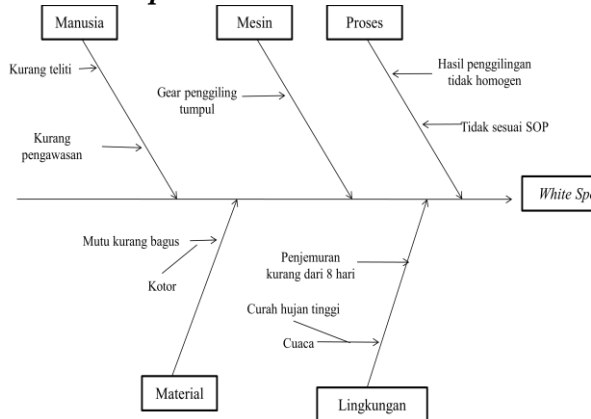 Manusia
Mesin
Proses
Kurang teliti
Kurang
pengawasan
Gear penggiling
tumpul
Hasil penggilingan
tidak homogen
Tidak sesuai SOP
White
Mutu kurang bagus
Kotor
Penjemuran
kurang dari 8 hari
Curah hujan tinggi
Cuaca
Material
Lingkungan